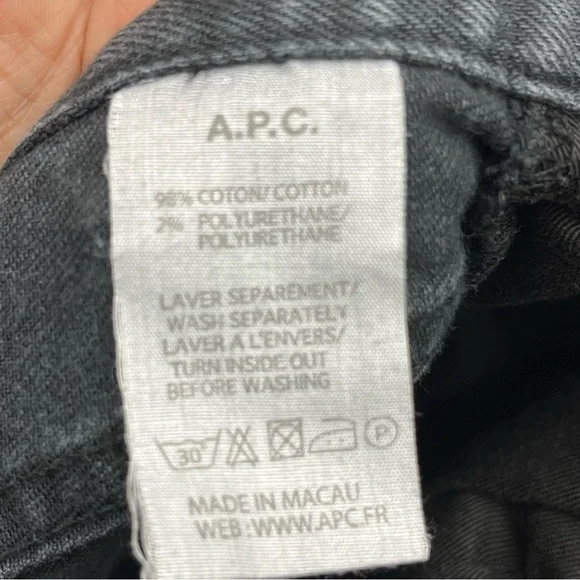 A.P.C.
98% COTON/COTTON
2% POLYURETHANE/
POLYURETHANE
LAVER SEPAREMENT/
WASH SEPARATELY
LAVER A L'ENVERS/
TURN INSIDE OUT
BEFORE WASHING
30° P
MADE IN MACAU
WEB :WWW.APC.FR